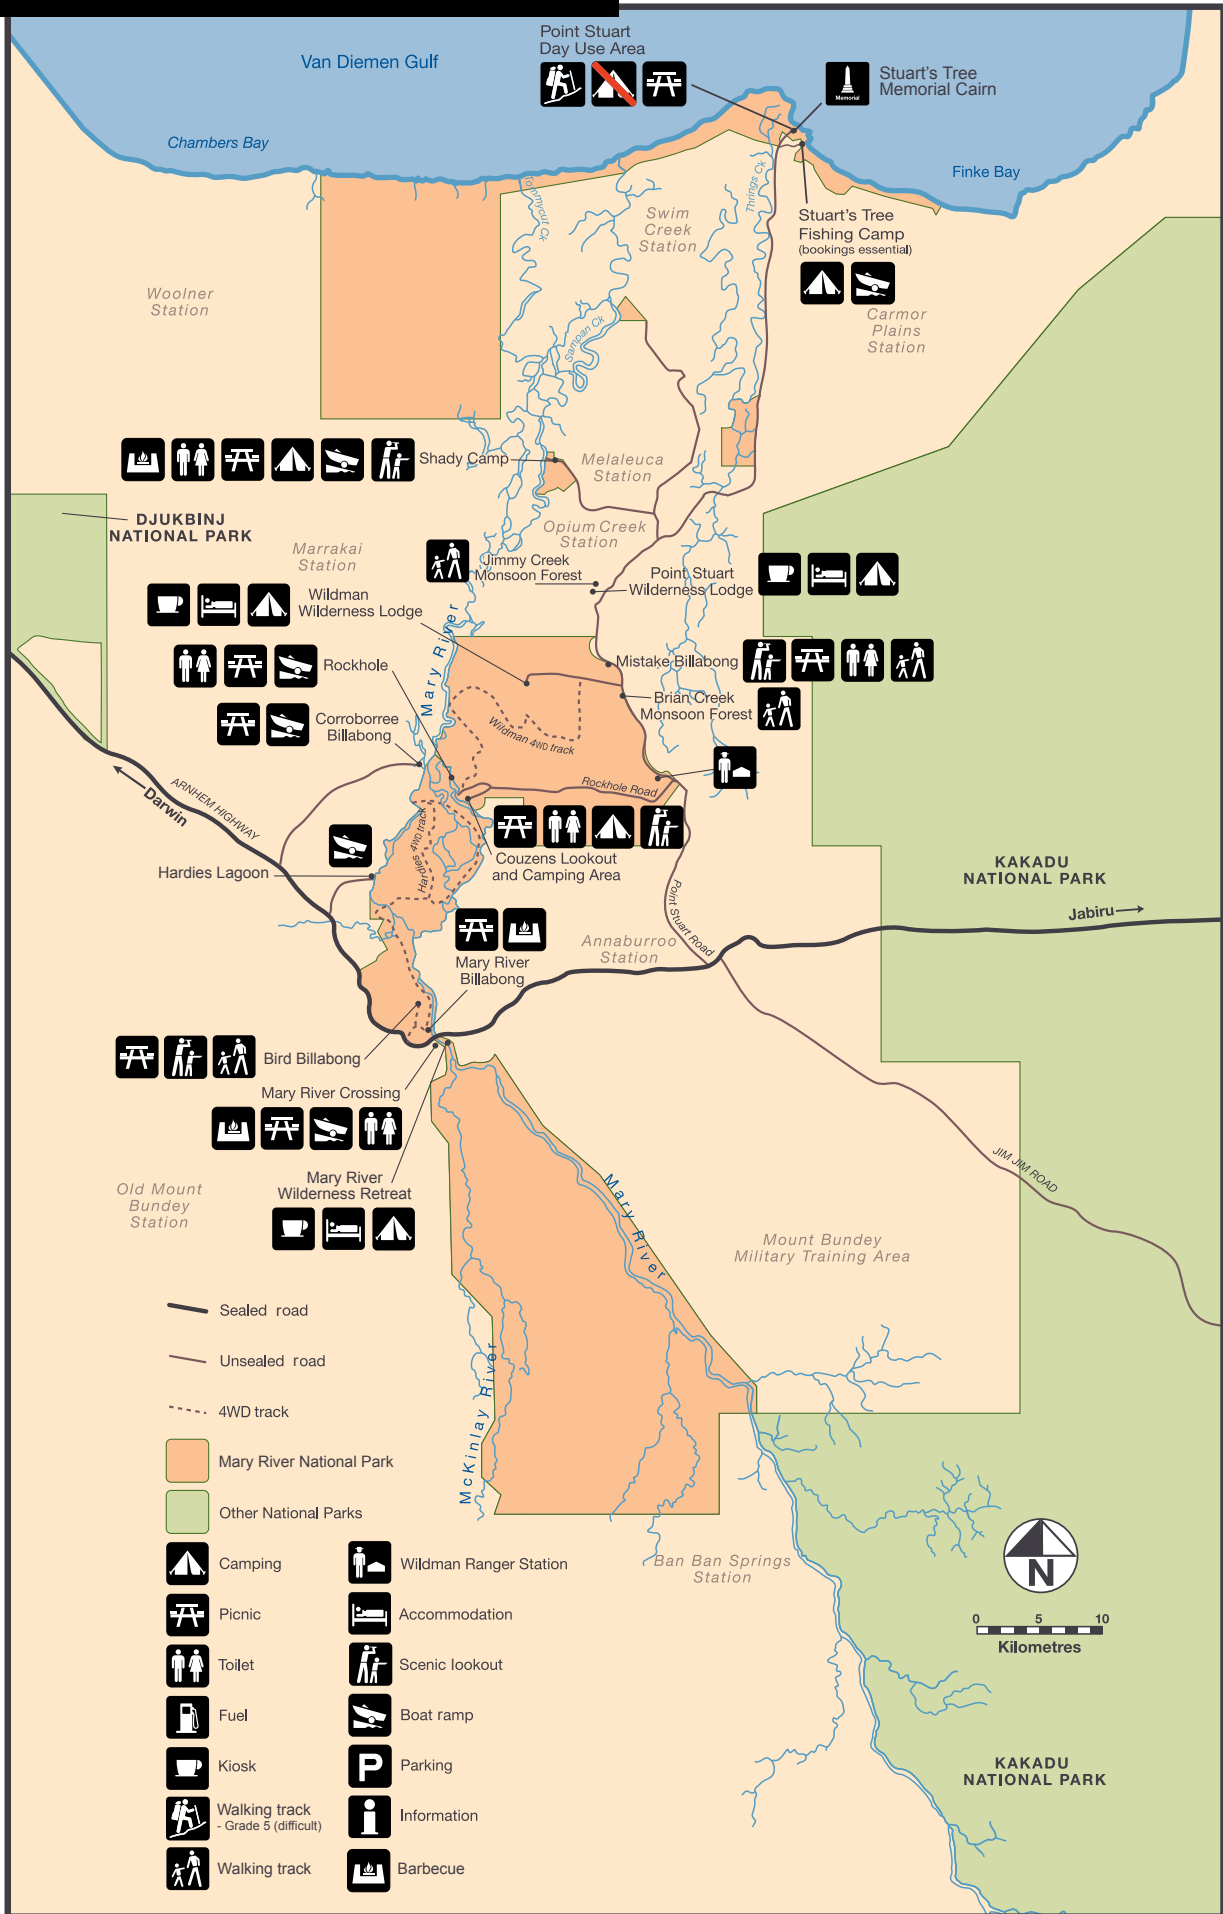 Point Stuart
Day Use Area
Van Diemen Gulf
Stuart's Tree
Memorial Cairn
Memorial
Chambers Bay
Finke Bay
Tommycut Ck
Thrings Ck
Swim
Creek
Station
Stuart's Tree
Fishing Camp
(bookings essential)
Woolner
Station
Carmor
Plains
Station
Sampan Ck
Shady Camp
Melaleuca
Station
DJUKBINJ
NATIONAL PARK
Opium Creek
Station
Marrakai
Station
Jimmy Creek
Monsoon Forest
Point Stuart
Wilderness Lodge
Wildman
Wilderness Lodge
Mary River
Rockhole
Mistake Billabong
Brian Creek
Monsoon Forest
Corroborree
Billabong
Wildman 4WD track
Rockhole Road
ARNHEM HIGHWAY
Darwin
Hardies 4WD track
Couzens Lookout
and Camping Area
Hardies Lagoon
KAKADU
NATIONAL PARK
Jabiru
Point Stuart Road
Annaburroo
Station
Mary River
Billabong
Bird Billabong
Mary River Crossing
JIM JIM ROAD
Mary River
Wilderness Retreat
Old Mount
Bundey
Station
Mary River
Mount Bundey
Military Training Area
McKinlay River
Sealed road
Unsealed road
4WD track
Mary River National Park
Other National Parks
Camping
Wildman Ranger Station
Ban Ban Springs
Station
N
Picnic
Accommodation
0 5 10
Kilometres
Toilet
Scenic lookout
Fuel
Boat ramp
Kiosk
P
Parking
KAKADU
NATIONAL PARK
Walking track
- Grade 5 (difficult)
Information
Walking track
Barbecue